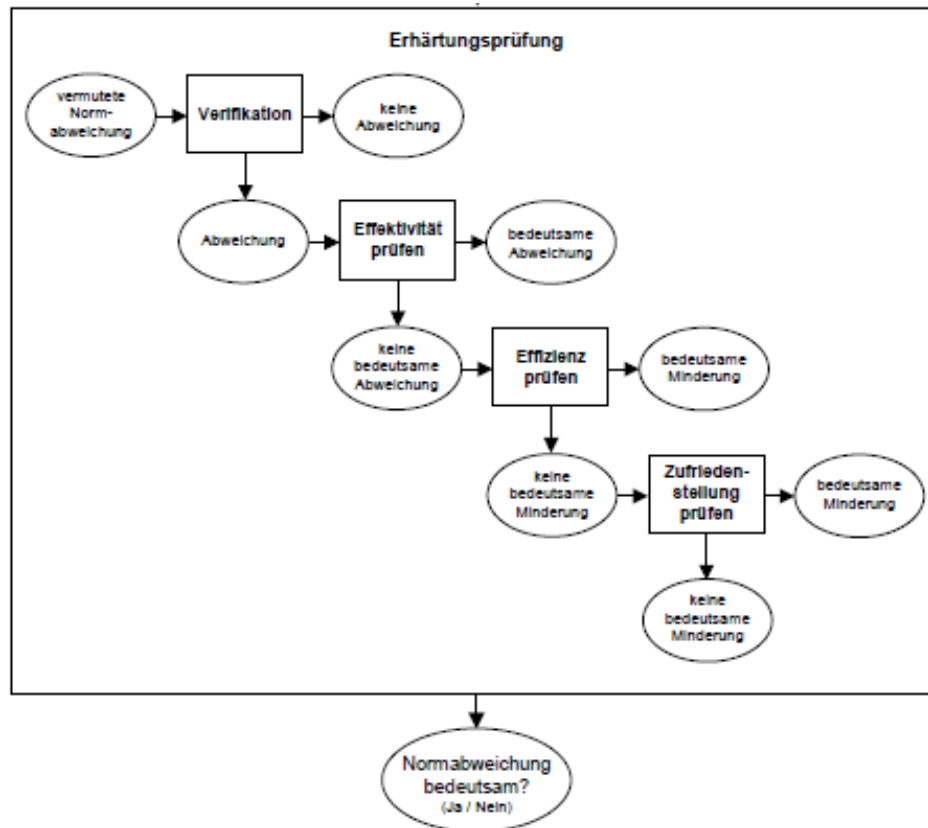 Erhärtungsprüfung
vermutete
Norm-
abweichung
Verifikation
keine
Abweichung
Abweichung
Effektivität
prüfen
bedeutsame
Abweichung
keine
bedeutsame
Abweichung
Effizienz
prüfen
bedeutsame
Minderung
keine
bedeutsame
Minderung
Zufrieden-
stellung
prüfen
bedeutsame
Minderung
keine
bedeutsame
Minderung
Normabweichung
bedeutsam?
(Ja / Nein)